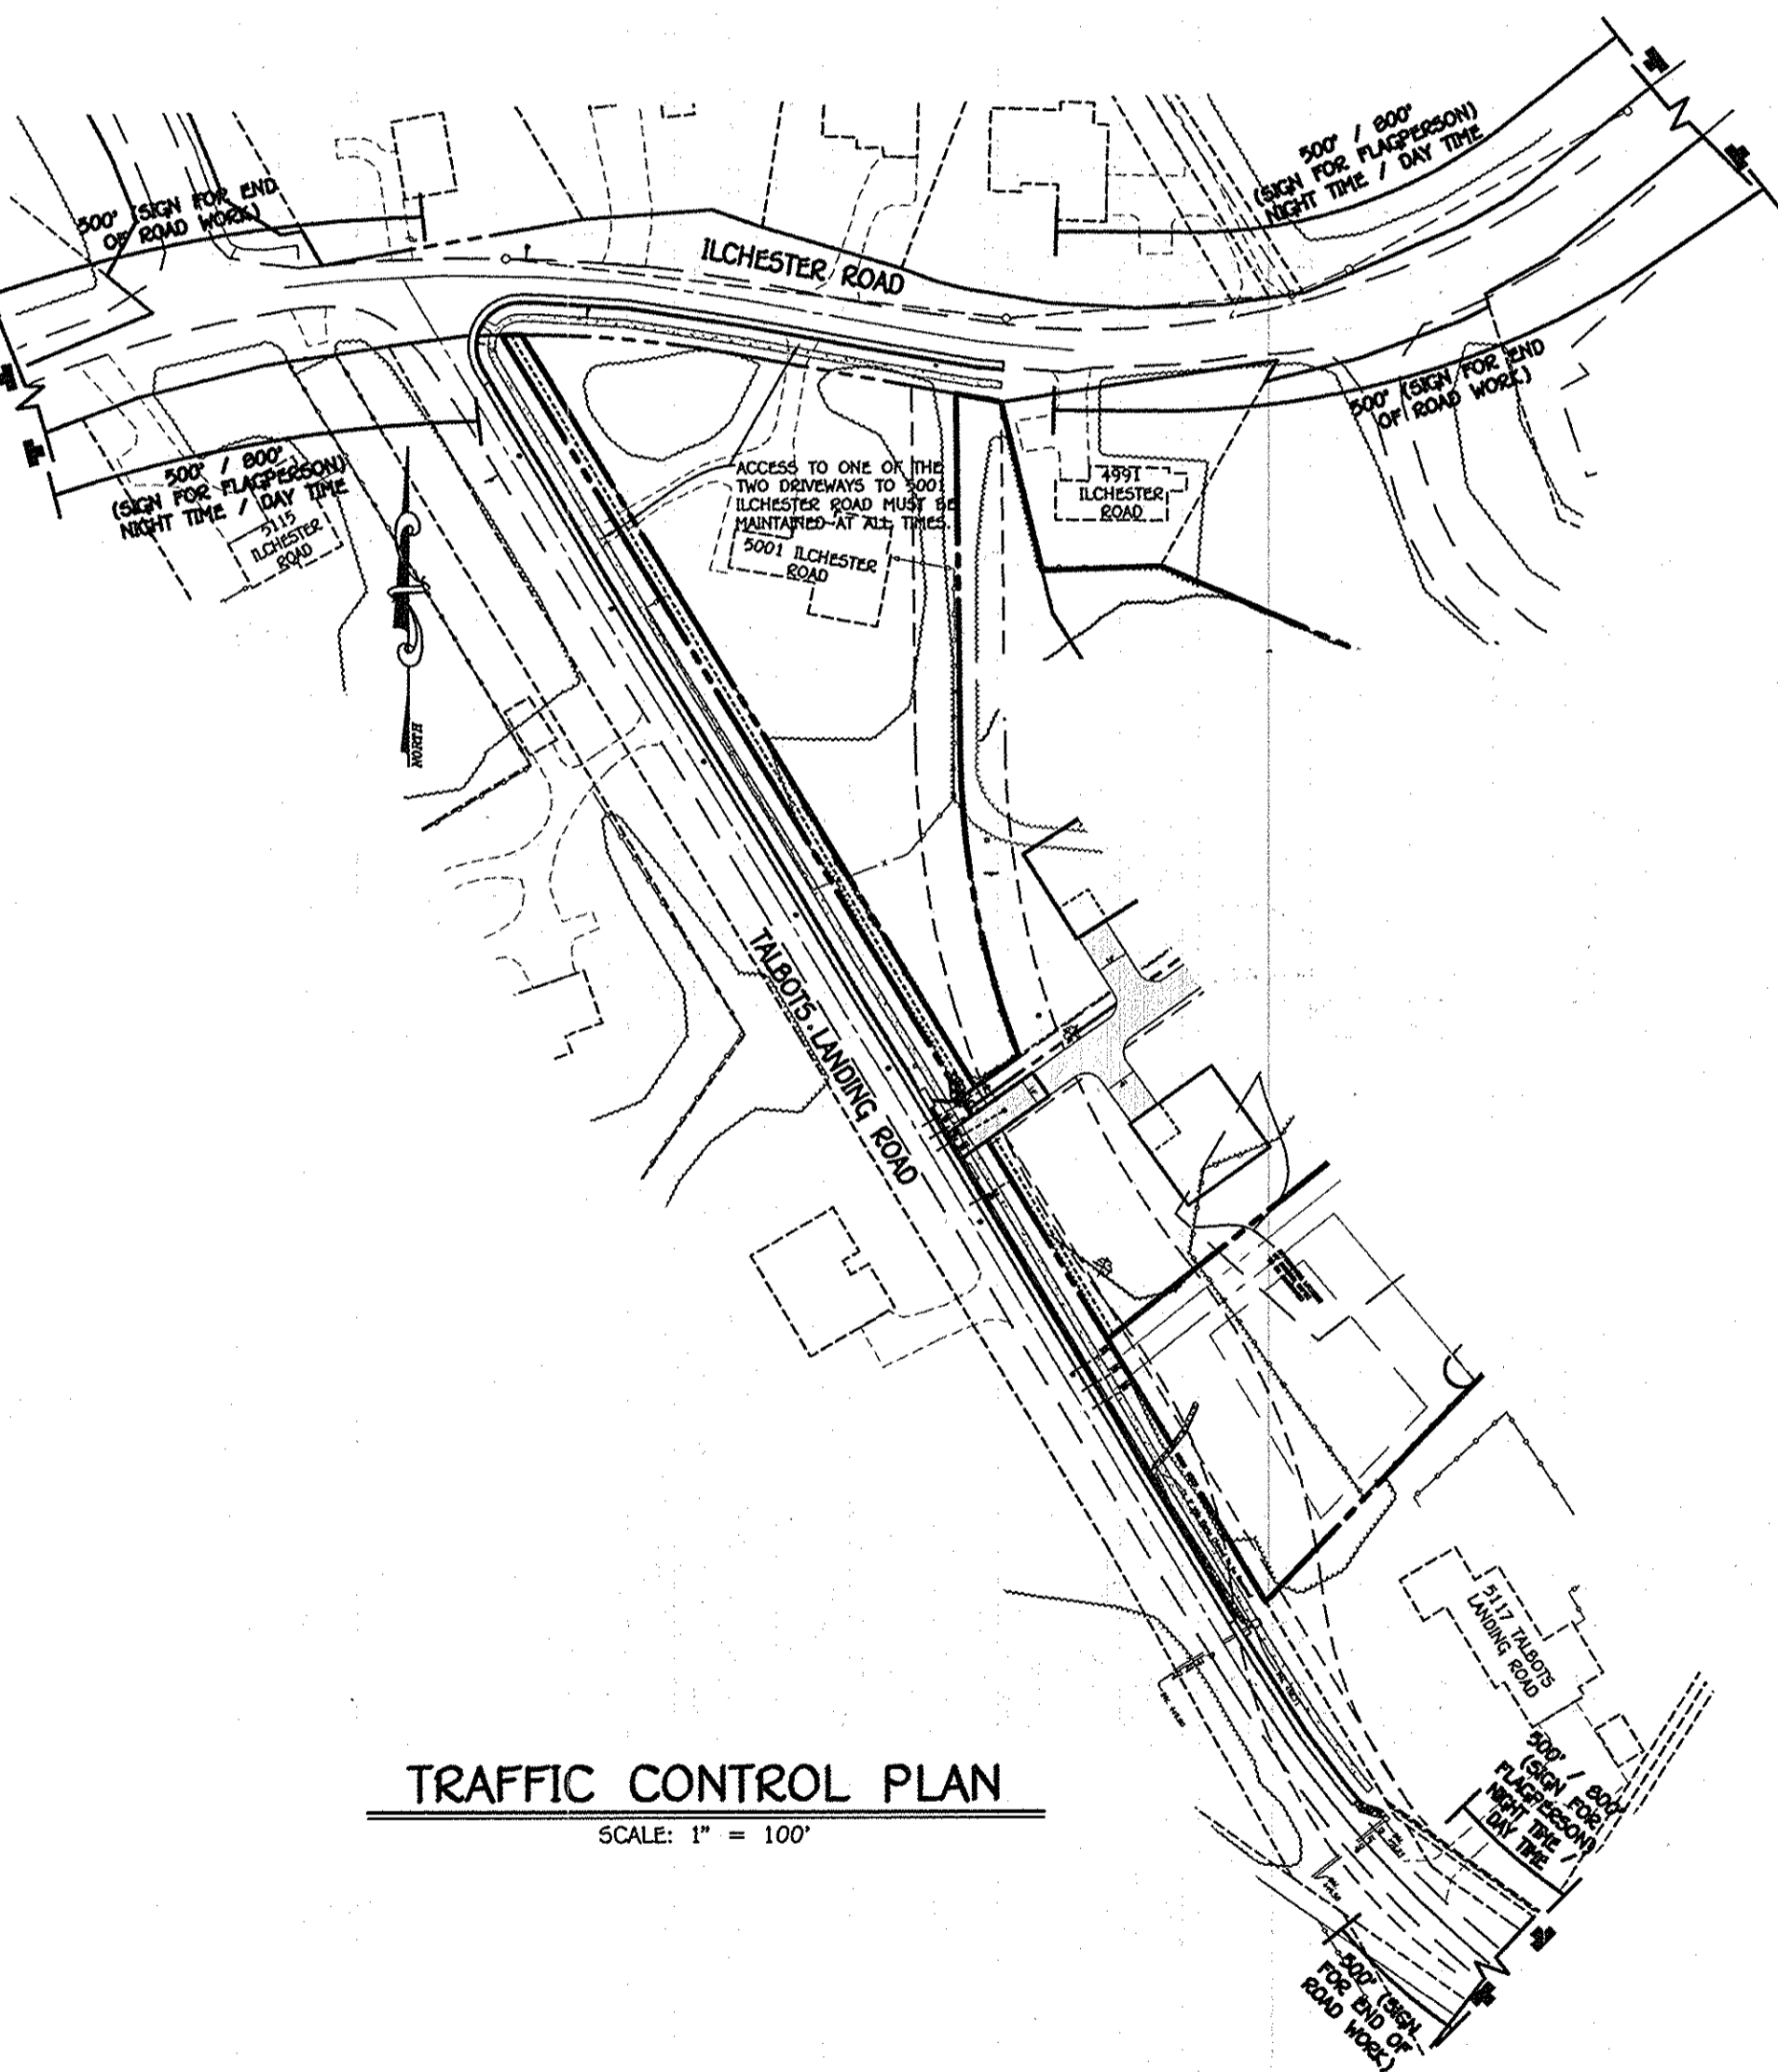 500' / 800'
(SIGN FOR FLAGPERSON)
NIGHT TIME / DAY TIME
500' (SIGN FOR END
OF ROAD WORK)
ILCHESTER ROAD
500' (SIGN FOR END
OF ROAD WORK)
500' / 800'
(SIGN FOR FLAGPERSON)
NIGHT TIME / DAY TIME
5115
ILCHESTER
ROAD
ACCESS TO ONE OF THE
TWO DRIVEWAYS TO 5001
ILCHESTER ROAD MUST BE
MAINTAINED AT ALL TIMES.
5001 ILCHESTER
ROAD
4991
ILCHESTER
ROAD
NORTH
TALBOTS LANDING ROAD
5117 TALBOTS
LANDING ROAD
500' / 800'
(SIGN FOR
FLAGPERSON)
NIGHT TIME /
DAY TIME
TRAFFIC CONTROL PLAN
SCALE: 1" = 100'
500' (SIGN
FOR END OF
ROAD WORK)